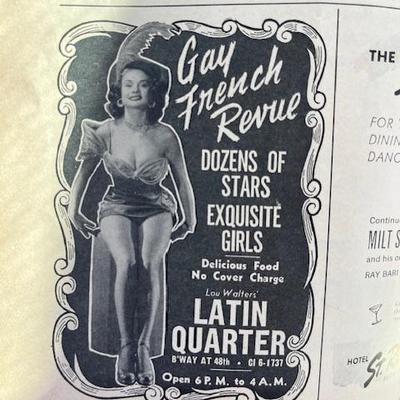 Gay
French
Revue
DOZENS OF
STARS
EXQUISITE
GIRLS
Delicious Food
No Cover Charge
Lou Walters'
LATIN
QUARTER
B'WAY AT 48th • CI 6-1737
Open 6 P.M. to 4 A.M.
THE
FOR
DINI
DANC
Continu
MILT S
and his o
RAY BARI
HOTEL